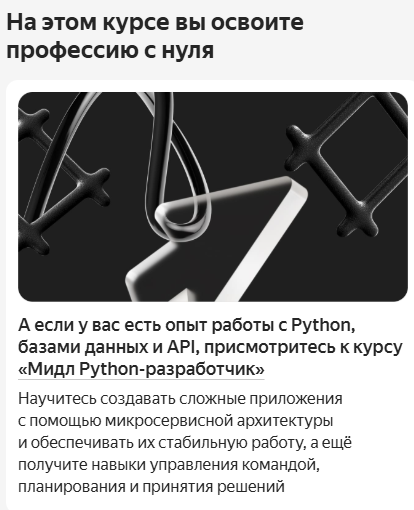 На этом курсе вы освоите
профессию с нуля
А если у вас есть опыт работы с Python,
базами данных и API, присмотритесь к курсу
«Мидл Python-разработчик»
Научитесь создавать сложные приложения
с помощью микросервисной архитектуры
и обеспечивать их стабильную работу, а ещё
получите навыки управления командой,
планирования и принятия решений